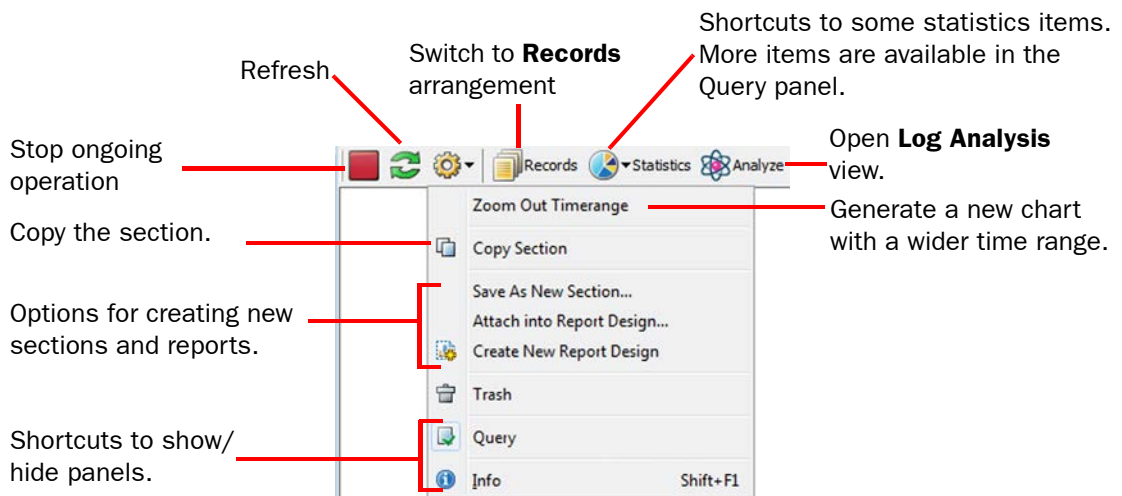 Shortcuts to some statistics items.
More items are available in the
Query panel.
Switch to Records
arrangement
Refresh
Stop ongoing
operation
Records
Statistics
Analyze
Open Log Analysis
view.
Zoom Out Timerange
Generate a new chart
with a wider time range.
Copy the section.
Copy Section
Options for creating new
sections and reports.
Save As New Section...
Attach into Report Design...
Create New Report Design
Trash
Shortcuts to show/
hide panels.
Query
Info Shift+F1